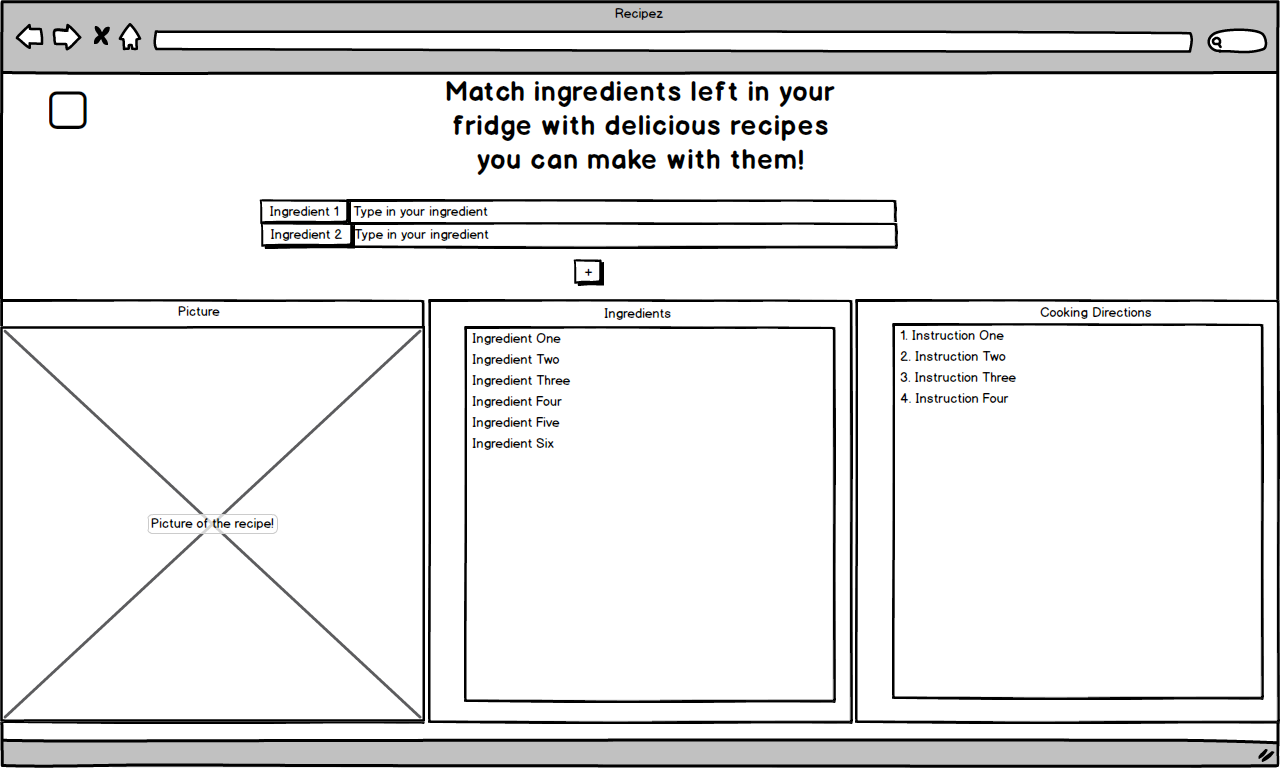 Recipez
Match ingredients left in your
fridge with delicious recipes
you can make with them!
Ingredient 1 Type in your ingredient
Ingredient 2 Type in your ingredient
+
Picture
Picture of the recipe!
Ingredients
Ingredient One
Ingredient Two
Ingredient Three
Ingredient Four
Ingredient Five
Ingredient Six
Cooking Directions
1. Instruction One
2. Instruction Two
3. Instruction Three
4. Instruction Four